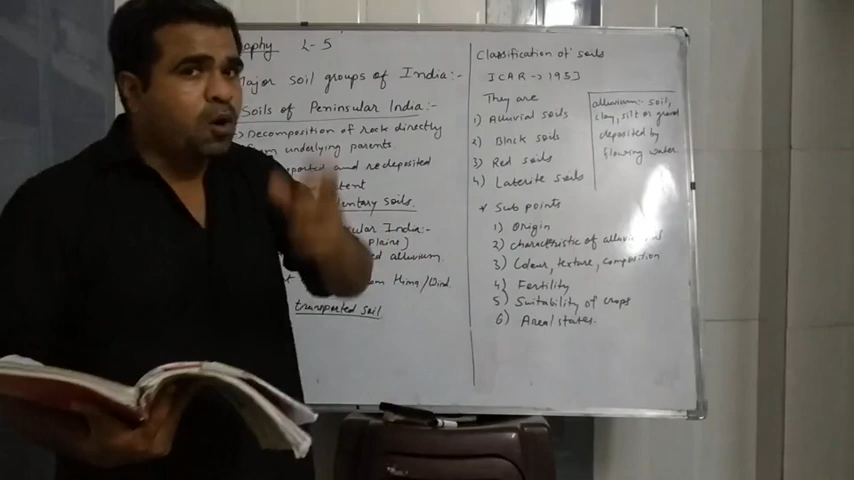 aphy L-5
Major soil groups of India:-
Soils of Peninsular India:-
Decomposition of rock directly
from underlying parents.
ported and redeposited
tent
entary soils.
ular India:-
Plains)
ed alluvium.
from Hima/Wind.
transported soil
Classification of soils
ICAR -> 1953
They are
1) Alluvial soils
2) Black soils
3) Red soils
4) Laterite soils
alluvium:- soil,
clay, silt or gravel
deposited by
flowing water
* Sub points
1) Origin
2) characteristic of
3) Colour, texture, composition
4) Fertility
5) Suitability of crops
6) Area/states.